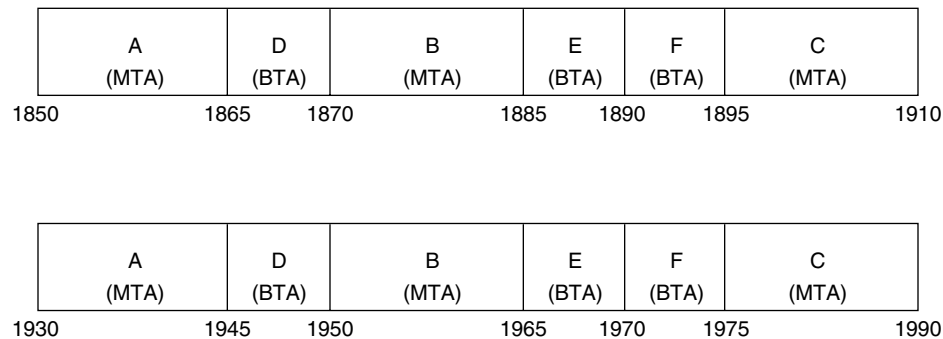 A D B E F C
(MTA) (BTA) (MTA) (BTA) (BTA) (MTA)
1850 1865 1870 1885 1890 1895 1910
A D B E F C
(MTA) (BTA) (MTA) (BTA) (BTA) (MTA)
1930 1945 1950 1965 1970 1975 1990